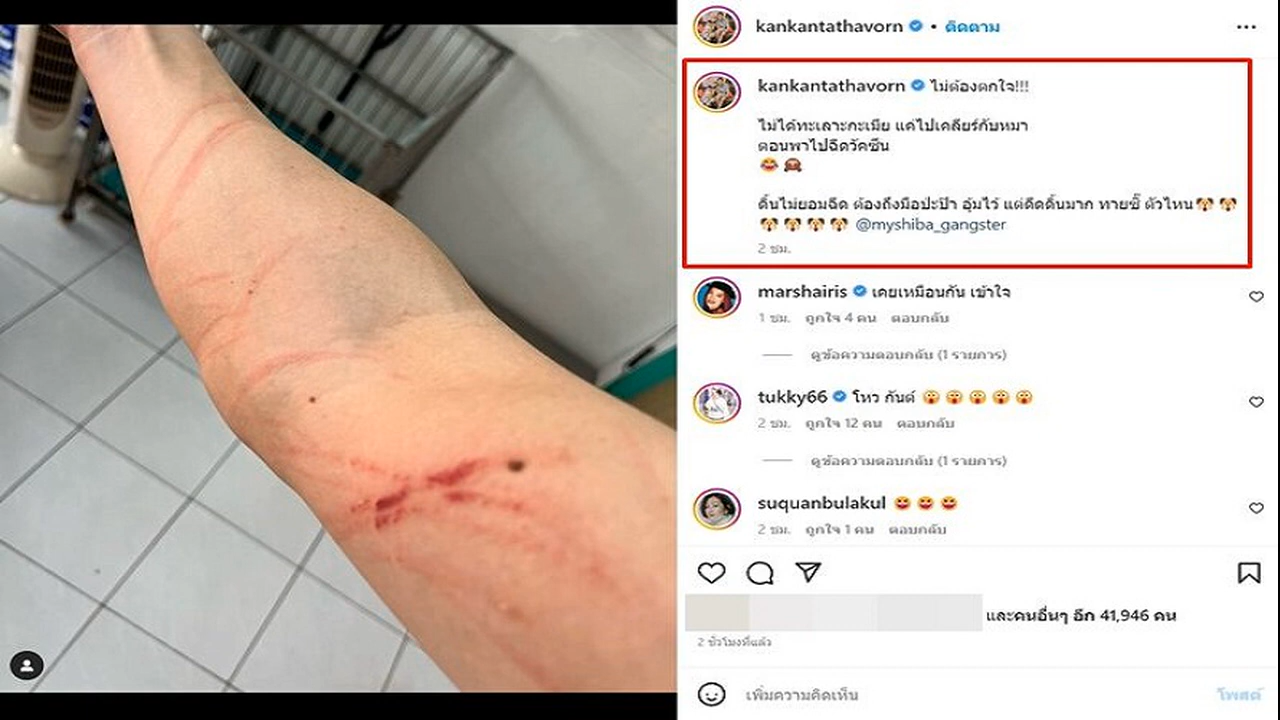 kankantathavorn • ติดตาม
kankantathavorn ไม่ต้องตกใจ!!!
ไม่ได้ทะเลาะกะเมีย แค่ไปเคลียร์กับหมา
ตอนพาไปฉีดวัคซีน
😂 🙈
ดิ้นไม่ยอมฉีด ต้องถึงมือปะป๊า อุ้มไว้ แต่ดีดดิ้นมาก ทายซิ๊ ตัวไหน🐶 🐶
🐶 🐶 🐶 🐶 @myshiba_gangster
2 ชม.
marshairis เคยเหมือนกัน เข้าใจ
1 ชม. ถูกใจ 4 คน ตอบกลับ
ดูข้อความตอบกลับ (1 รายการ)
tukky66 โหว กันต์ 😲 😲 😲 😲 😲
2 ชม. ถูกใจ 12 คน ตอบกลับ
ดูข้อความตอบกลับ (1 รายการ)
suquanbulakul 😆 😆 😆
2 ชม. ถูกใจ 1 คน ตอบกลับ
และคนอื่นๆ อีก 41,946 คน
2 ชั่วโมงที่แล้ว
เพิ่มความคิดเห็น
โพสต์